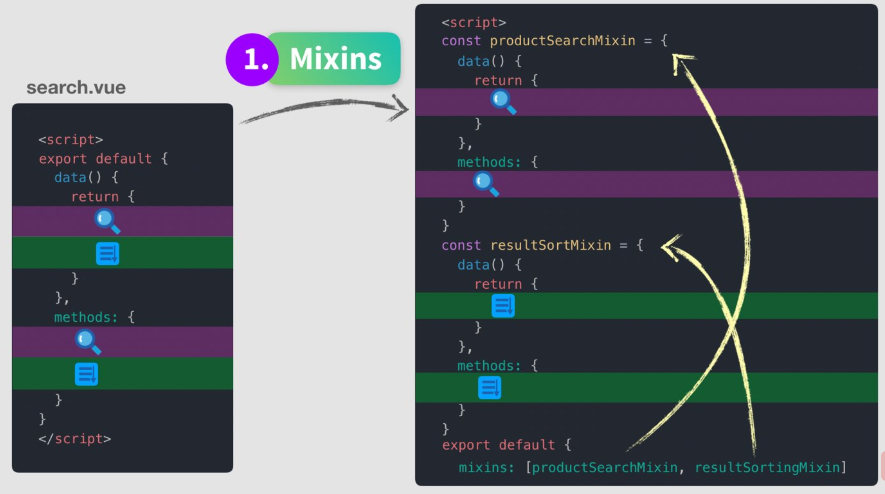 1. Mixins
search.vue
<script>
export default {
data() {
return {
}
},
methods: {
}
}
</script>
<script>
const productSearchMixin = {
data() {
return {
}
},
methods: {
}
}
const resultSortMixin = {
data() {
return {
}
},
methods: {
}
}
export default {
mixins: [productSearchMixin, resultSortingMixin]